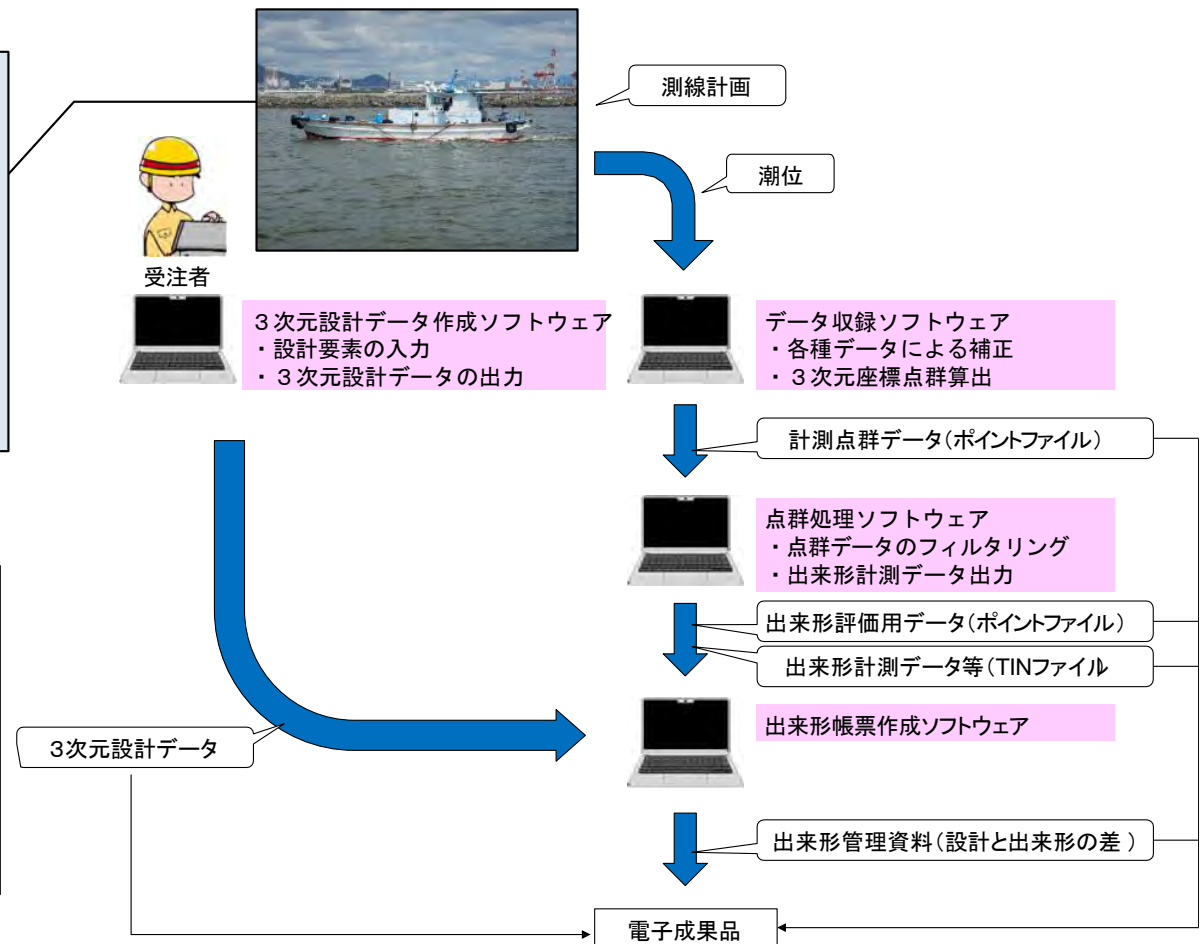 測線計画
潮位
受注者
3次元設計データ作成ソフトウェア
・設計要素の入力
・3次元設計データの出力
データ収録ソフトウェア
・各種データによる補正
・3次元座標点群算出
計測点群データ(ポイントファイル)
点群処理ソフトウェア
・点群データのフィルタリング
・出来形計測データ出力
出来形評価用データ(ポイントファイル)
出来形計測データ等(TINファイル
出来形帳票作成ソフトウェア
3次元設計データ
出来形管理資料(設計と出来形の差 )
電子成果品